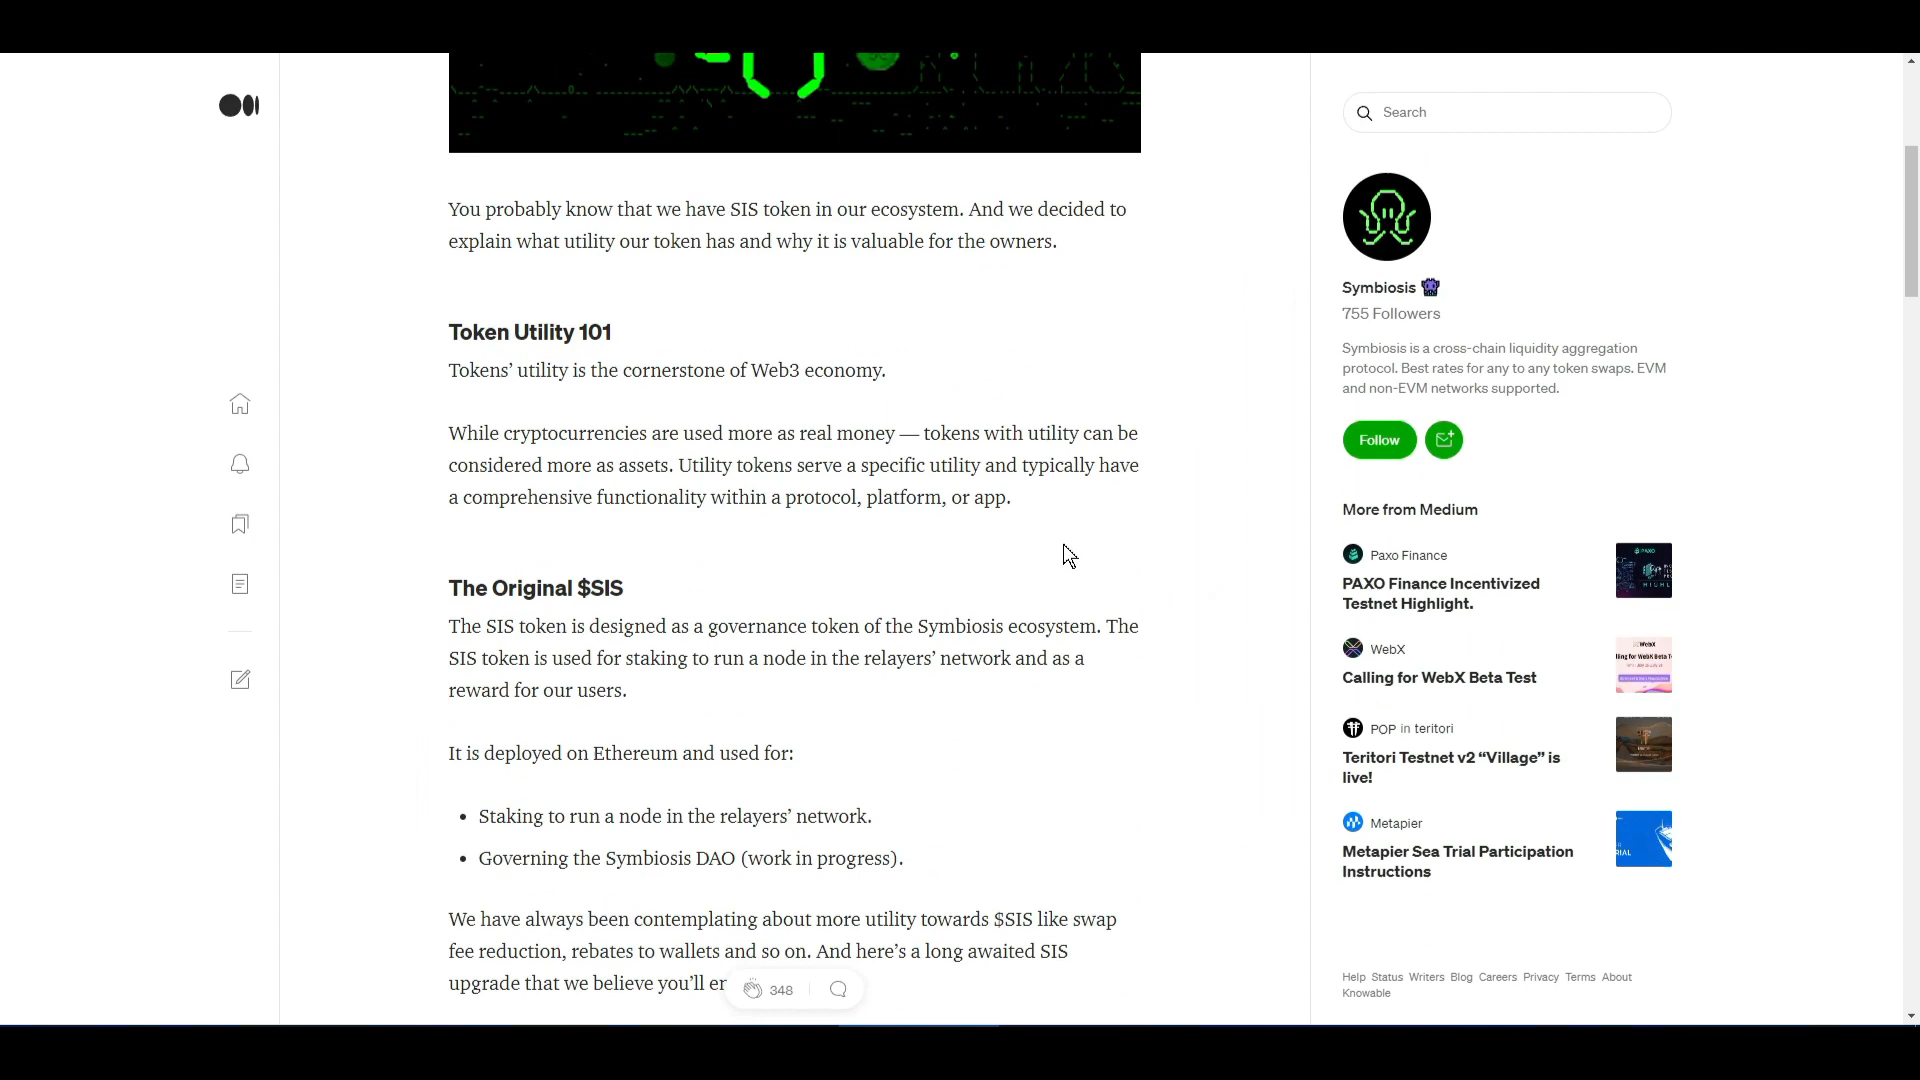 Search
You probably know that we have SIS token in our ecosystem. And we decided to
explain what utility our token has and why it is valuable for the owners.
Token Utility 101
Tokens’ utility is the cornerstone of Web3 economy.
While cryptocurrencies are used more as real money — tokens with utility can be
considered more as assets. Utility tokens serve a specific utility and typically have
a comprehensive functionality within a protocol, platform, or app.
The Original $SIS
The SIS token is designed as a governance token of the Symbiosis ecosystem. The
SIS token is used for staking to run a node in the relayers’ network and as a
reward for our users.
It is deployed on Ethereum and used for:
• Staking to run a node in the relayers’ network.
• Governing the Symbiosis DAO (work in progress).
We have always been contemplating about more utility towards $SIS like swap
fee reduction, rebates to wallets and so on. And here’s a long awaited SIS
upgrade that we believe you’ll
348
Symbiosis
755 Followers
Symbiosis is a cross-chain liquidity aggregation
protocol. Best rates for any to any token swaps. EVM
and non-EVM networks supported.
Follow
More from Medium
Paxo Finance
PAXO Finance Incentivized
Testnet Highlight.
WebX
Calling for WebX Beta Test
POP in teritori
Teritori Testnet v2 “Village” is
live!
Metapier
Metapier Sea Trial Participation
Instructions
Help Status Writers Blog Careers Privacy Terms About
Knowable